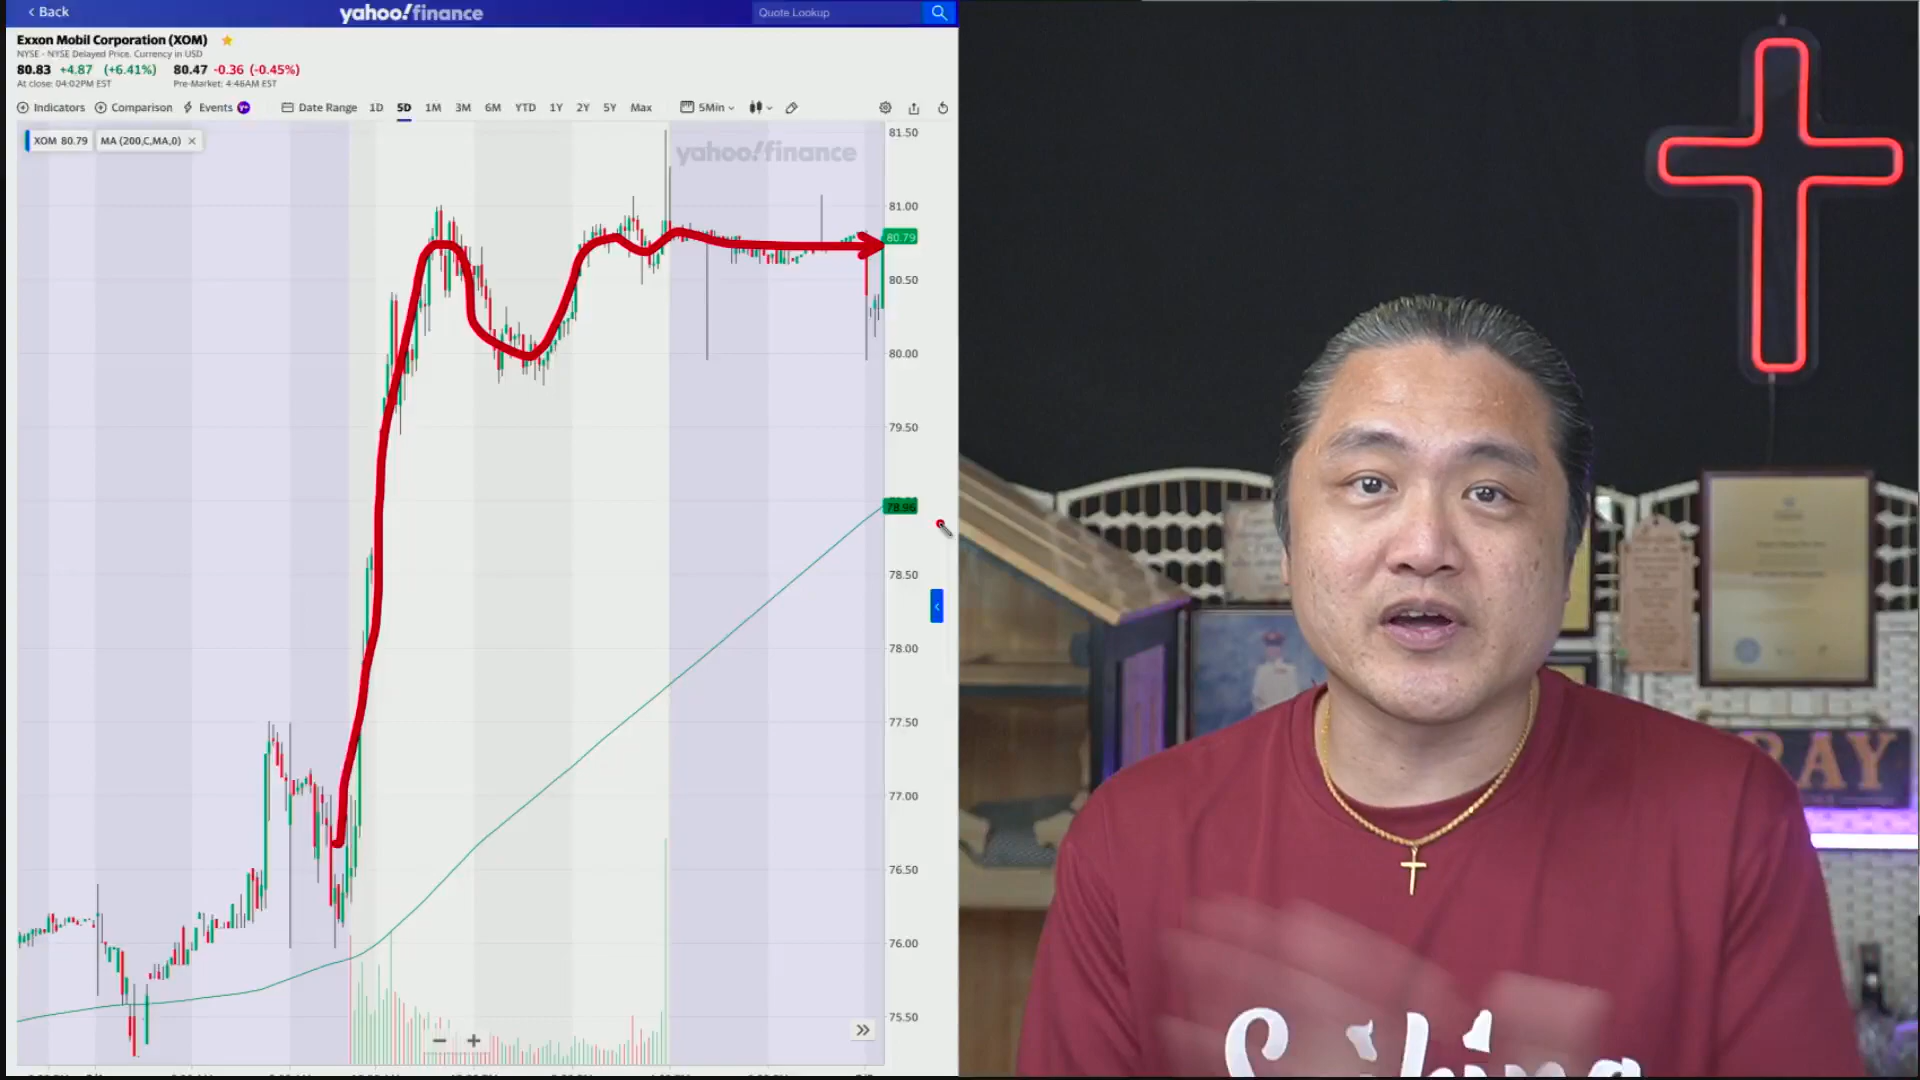 Back
yahoo!finance
Quote Lookup
Exxon Mobil Corporation (XOM)
NYSE - NYSE Delayed Price. Currency in USD
80.83 +4.87 (+6.41%) 80.47 -0.36 (-0.45%)
At close: 04:02PM EST Pre-Market: 4:46AM EST
Indicators Comparison Events Y+ Date Range 1D 5D 1M 3M 6M YTD 1Y 2Y 5Y Max 5Min
XOM 80.79 MA (200,C,MA,0)
yahoo!finance
81.50
81.00
80.79
80.50
80.00
79.50
78.96
78.50
78.00
77.50
77.00
76.50
76.00
75.50
RAY